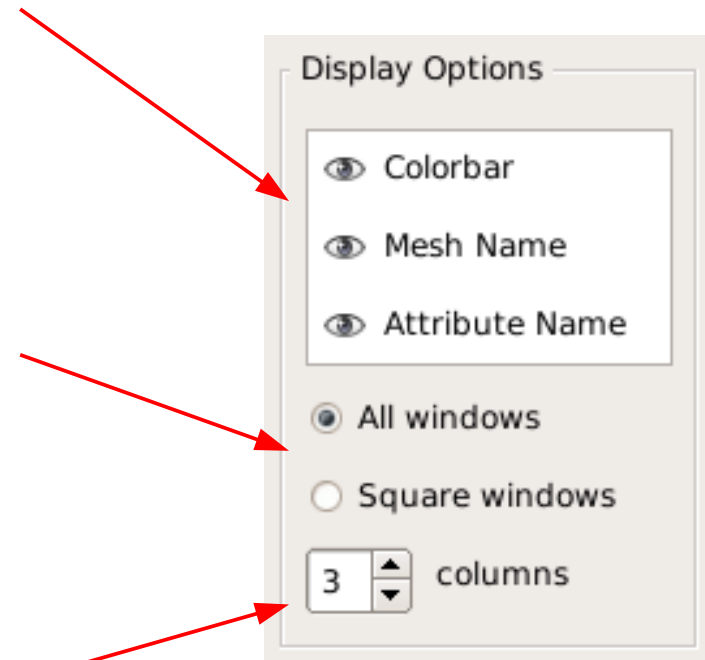 Display Options
Colorbar
Mesh Name
Attribute Name
All windows
Square windows
3 columns